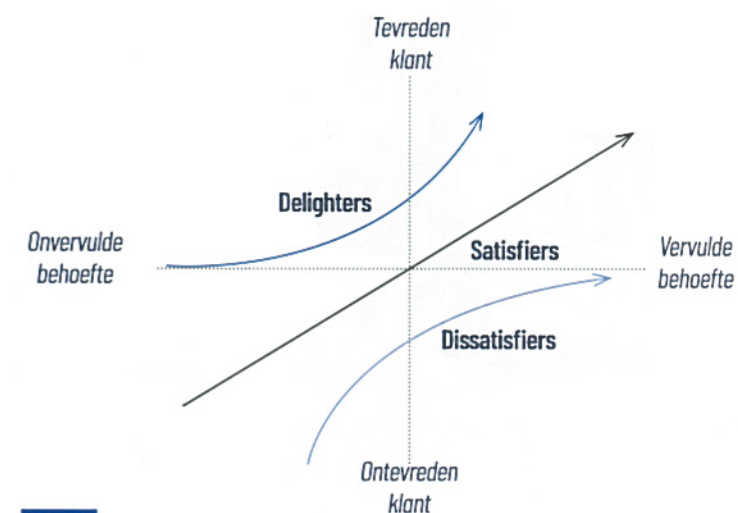 Tevreden
klant
Delighters
Onvervulde
behoefte
Satisfiers
Vervulde
behoefte
Dissatisfiers
Ontevreden
klant